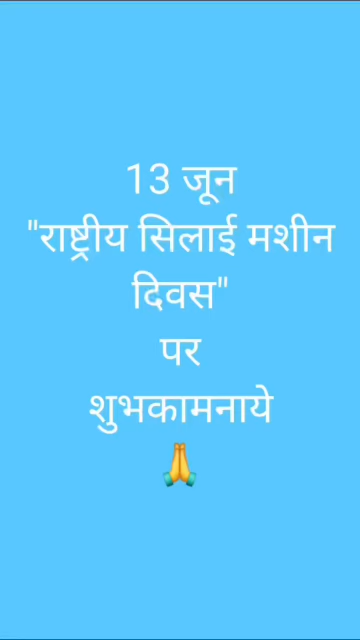 13 जून
"राष्ट्रीय सिलाई मशीन
दिवस"
पर
शुभकामनाये
🙏